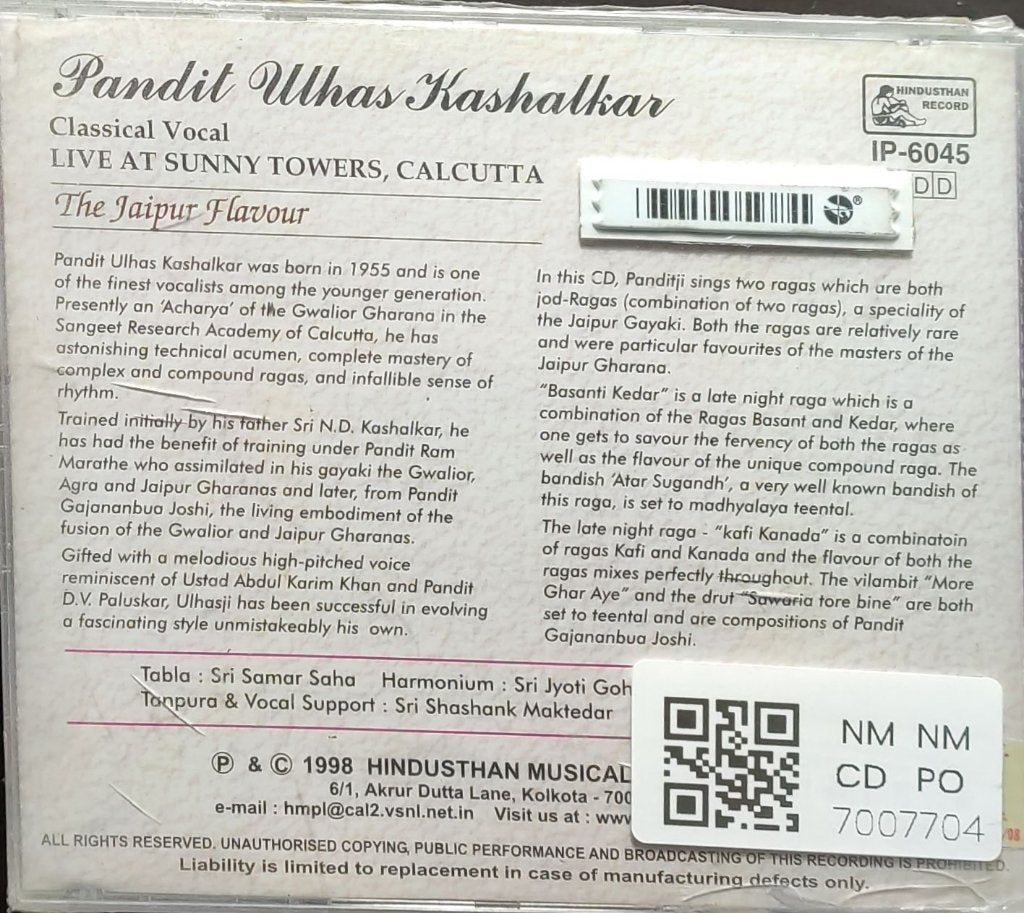 Pandit Ulhas Kashalkar
Classical Vocal
LIVE AT SUNNY TOWERS, CALCUTTA
The Jaipur Flavour
HINDUSTHAN
RECORD
IP-6045
DD
®
Pandit Ulhas Kashalkar was born in 1955 and is one
of the finest vocalists among the younger generation.
Presently an 'Acharya' of the Gwalior Gharana in the
Sangeet Research Academy of Calcutta, he has
astonishing technical acumen, complete mastery of
complex and compound ragas, and infallible sense of
rhythm.
Trained initially by his father Sri N.D. Kashalkar, he
has had the benefit of training under Pandit Ram
Marathe who assimilated in his gayaki the Gwalior,
Agra and Jaipur Gharanas and later, from Pandit
Gajananbua Joshi, the living embodiment of the
fusion of the Gwalior and Jaipur Gharanas.
Gifted with a melodious high-pitched voice
reminiscent of Ustad Abdul Karim Khan and Pandit
D.V. Paluskar, Ulhasji has been successful in evolving
a fascinating style unmistakeably his own.
In this CD, Panditji sings two ragas which are both
jod-Ragas (combination of two ragas), a speciality of
the Jaipur Gayaki. Both the ragas are relatively rare
and were particular favourites of the masters of the
Jaipur Gharana.
"Basanti Kedar" is a late night raga which is a
combination of the Ragas Basant and Kedar, where
one gets to savour the fervency of both the ragas as
well as the flavour of the unique compound raga. The
bandish 'Atar Sugandh', a very well known bandish of
this raga, is set to madhyalaya teental.
The late night raga - "kafi Kanada" is a combinatoin
of ragas Kafi and Kanada and the flavour of both the
ragas mixes perfectly throughout. The vilambit "More
Ghar Aye" and the drut "Sawaria tore bine" are both
set to teental and are compositions of Pandit
Gajananbua Joshi.
Tabla : Sri Samar Saha Harmonium : Sri Jyoti Goh
Tanpura & Vocal Support : Sri Shashank Maktedar
℗ & © 1998 HINDUSTHAN MUSICAL
6/1, Akrur Dutta Lane, Kolkota - 700
e-mail : hmpl@cal2.vsnl.net.in Visit us at : www
NM NM
CD PO
7007704
ALL RIGHTS RESERVED. UNAUTHORISED COPYING, PUBLIC PERFORMANCE AND BROADCASTING OF THIS RECORDING IS PROHIBITED.
Liability is limited to replacement in case of manufacturing defects only.